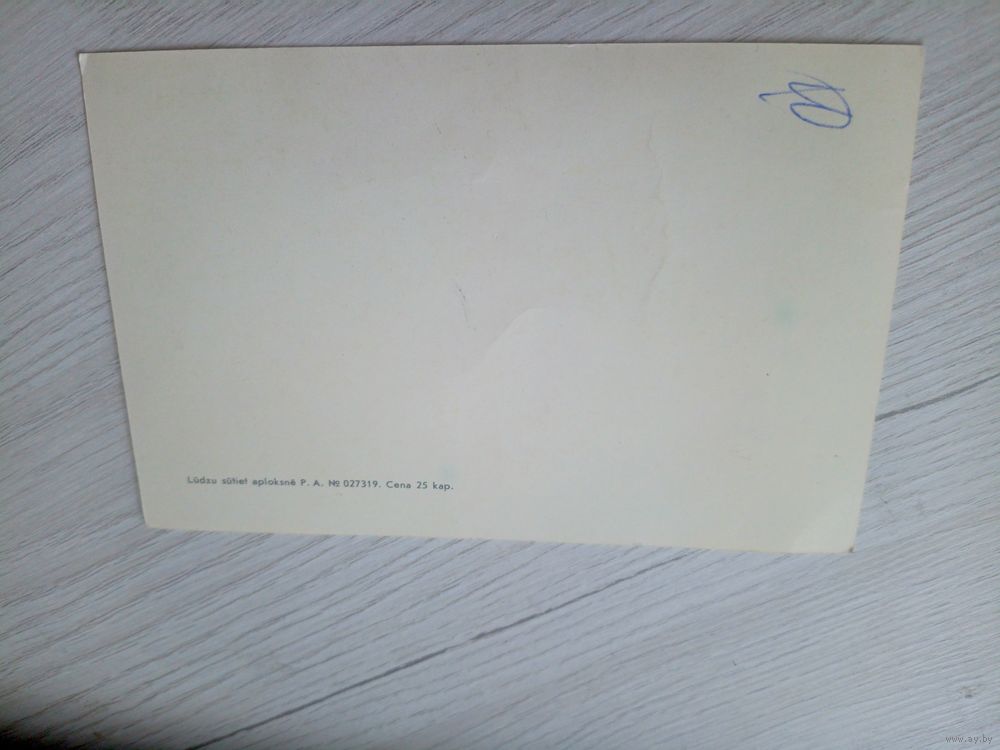 Lūdzu sūtiet aploksnē P. A. № 027319. Cena 25 kap.
www.ay.by